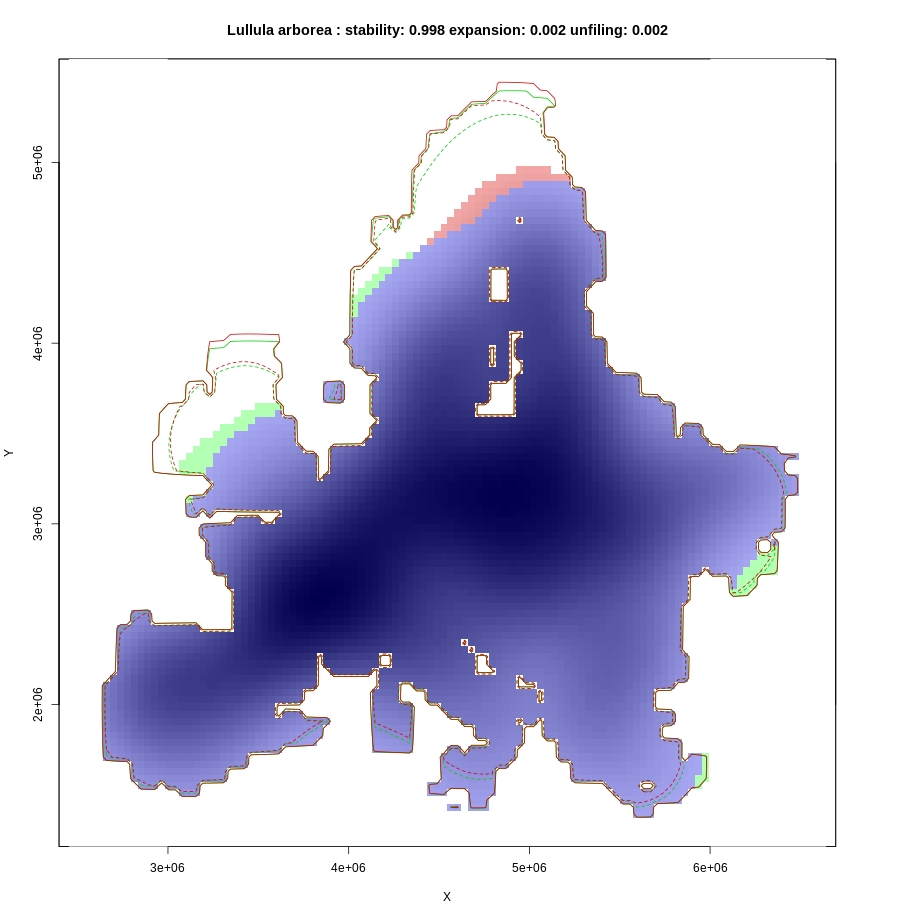 Lullula arborea : stability: 0.998 expansion: 0.002 unfiling: 0.002
5e+06
4e+06
Y
3e+06
2e+06
3e+06 4e+06 5e+06 6e+06
X